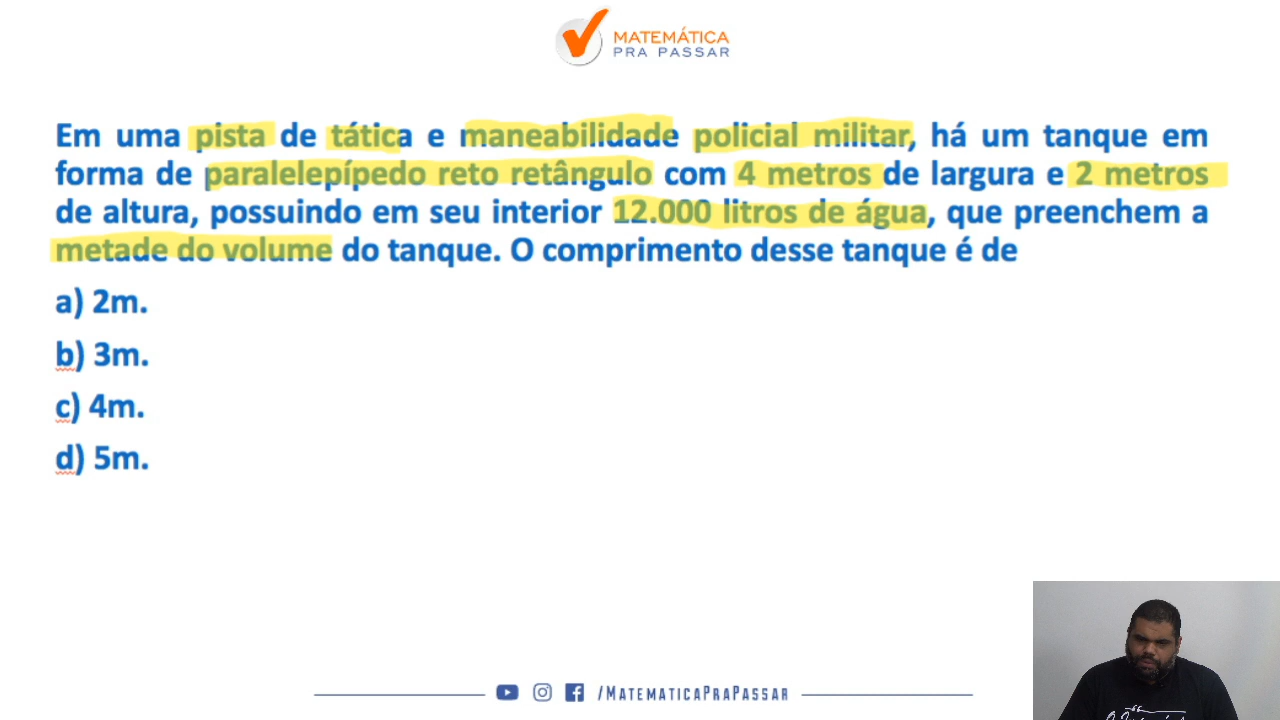 MATEMÁTICA
PRA PASSAR
Em uma pista de tática e maneabilidade policial militar, há um tanque em
forma de paralelepípedo reto retângulo com 4 metros de largura e 2 metros
de altura, possuindo em seu interior 12.000 litros de água, que preenchem a
metade do volume do tanque. O comprimento desse tanque é de
a) 2m.
b) 3m.
c) 4m.
d) 5m.
/MATEMATICAPRAPASSAR